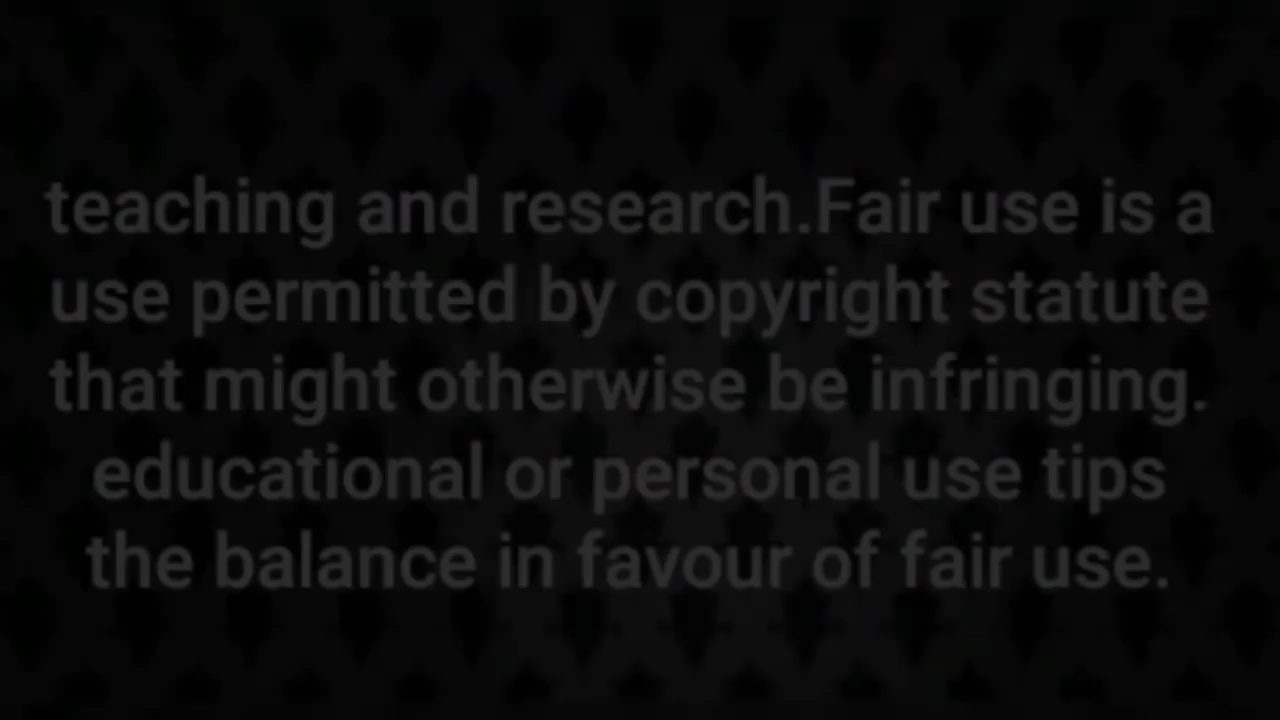 teaching and research.Fair use is a
use permitted by copyright statute
that might otherwise be infringing.
educational or personal use tips
the balance in favour of fair use.